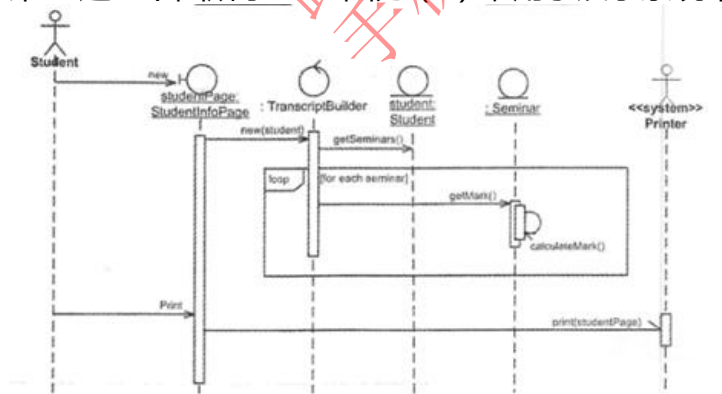 Student
new
studentPage:
StudentInfoPage
: TranscriptBuilder
student:
Student
: Seminar
<<system>>
Printer
new(student)
getSeminars()
loop
[for each seminar]
getMark()
calculateMark()
Print
print(studentPage)